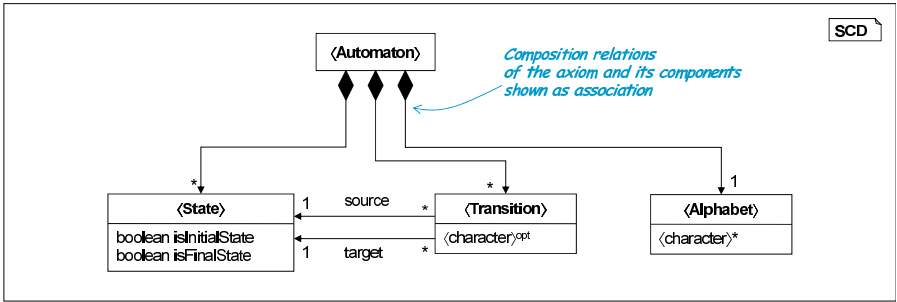 SCD
⟨Automaton⟩
Composition relations
of the axiom and its components
shown as association
* * 1
⟨State⟩ 1 source * ⟨Transition⟩ ⟨Alphabet⟩
boolean isInitialState ⟨character⟩opt ⟨character⟩*
boolean isFinalState 1 target *